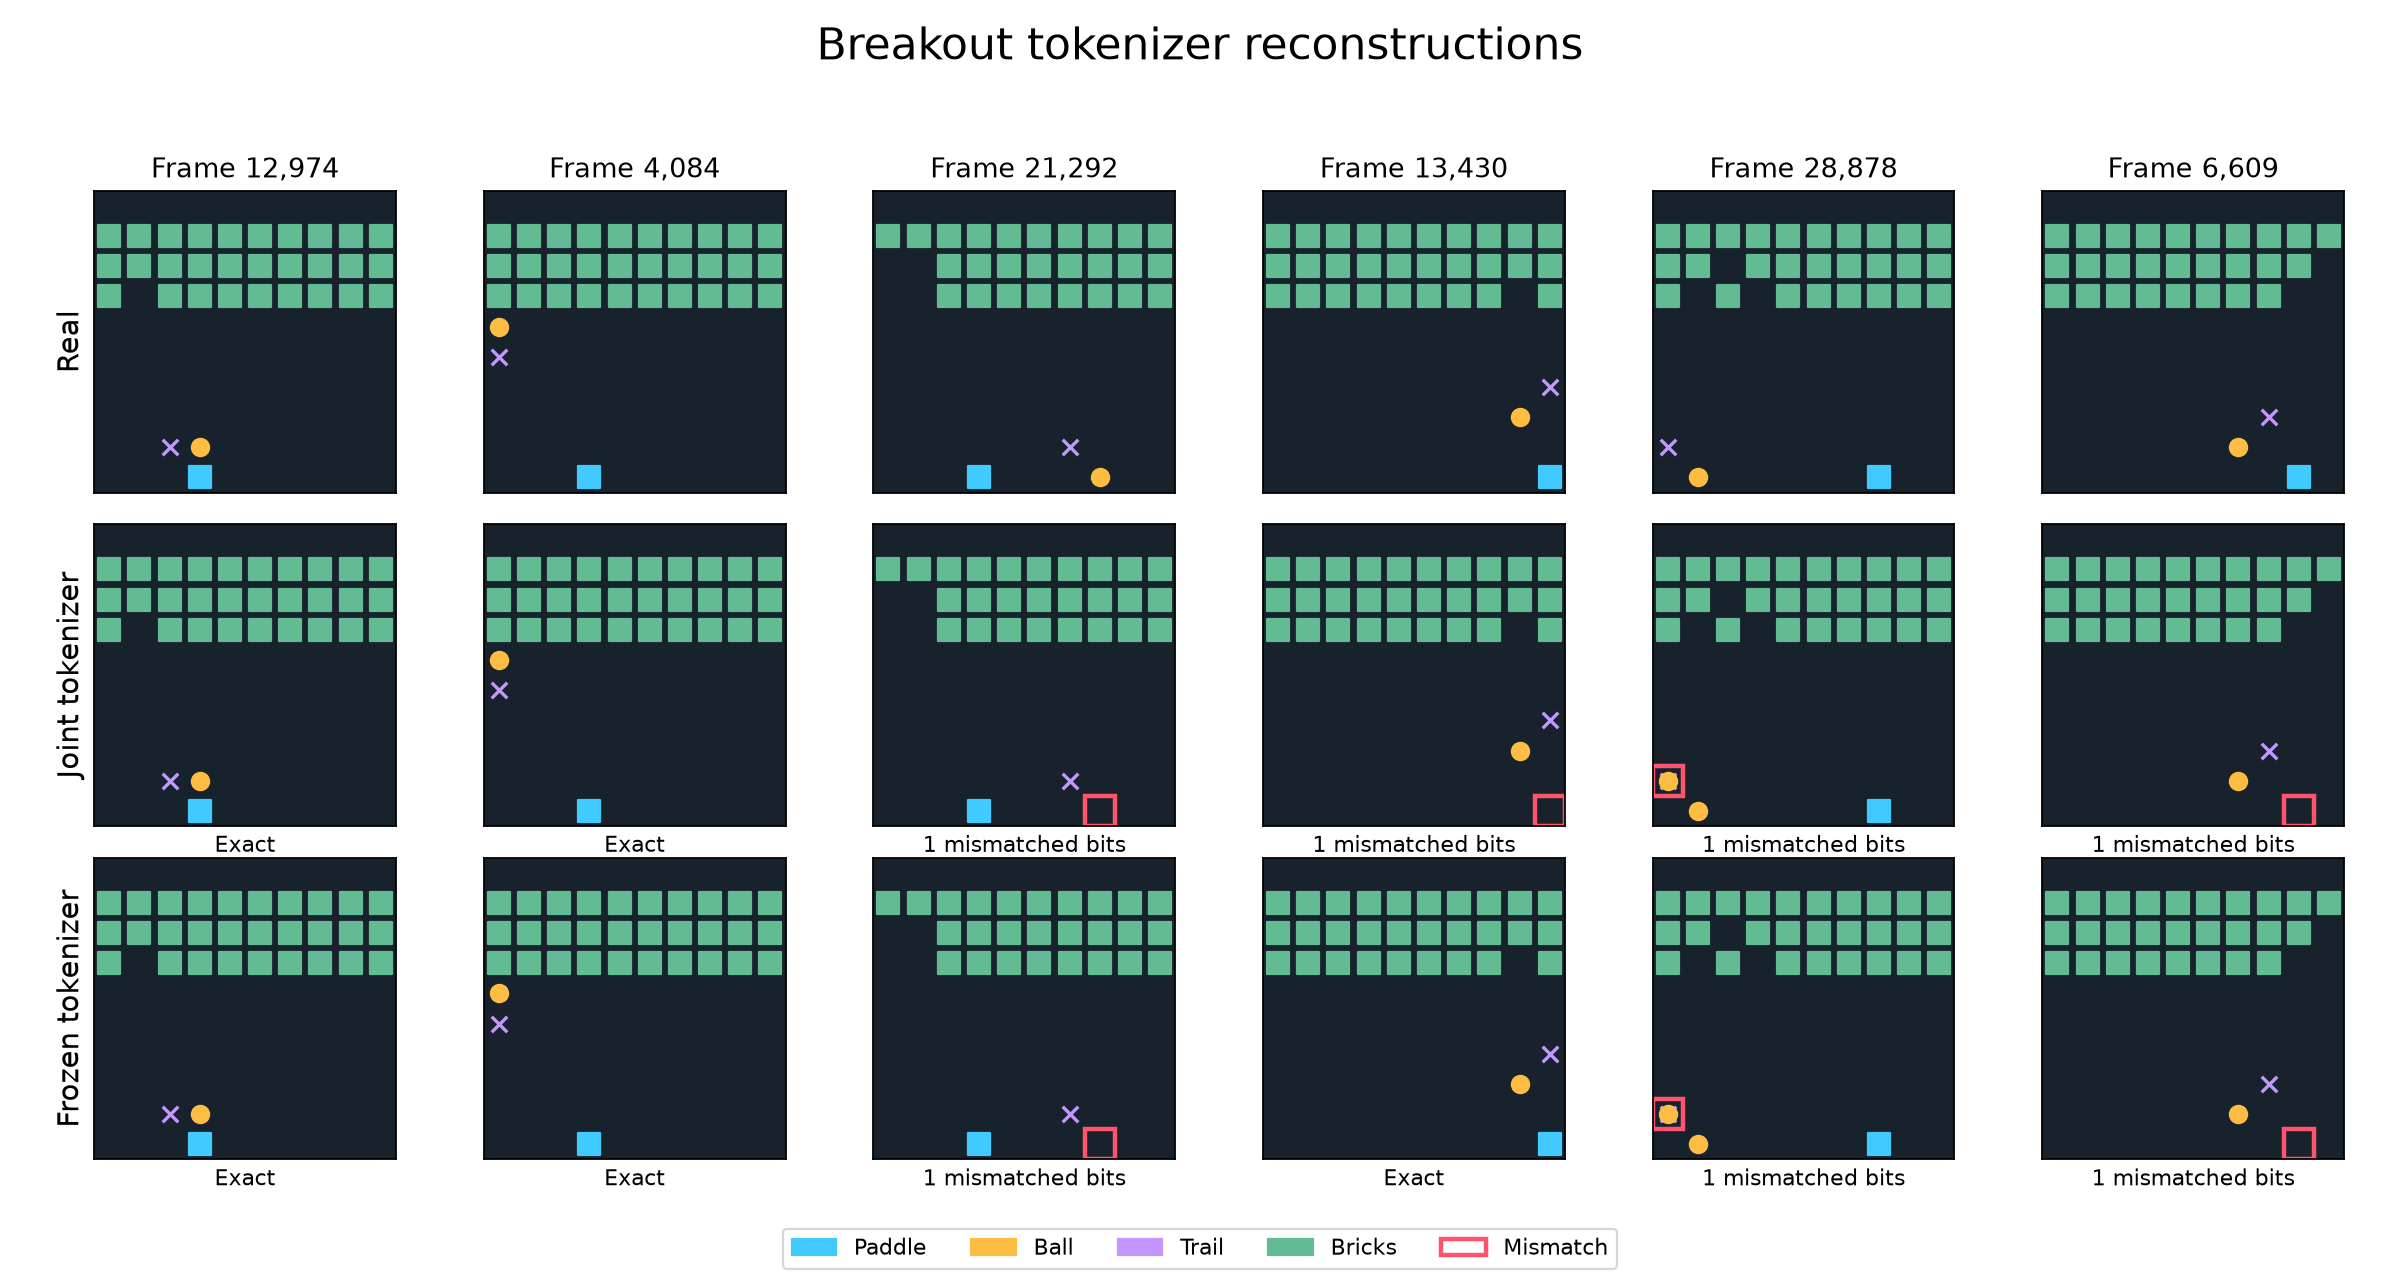 Breakout tokenizer reconstructions
Frame 12,974
Frame 4,084
Frame 21,292
Frame 13,430
Frame 28,878
Frame 6,609
Real
Joint tokenizer
Exact
Exact
1 mismatched bits
1 mismatched bits
1 mismatched bits
1 mismatched bits
Frozen tokenizer
Exact
Exact
1 mismatched bits
Exact
1 mismatched bits
1 mismatched bits
Paddle
Ball
Trail
Bricks
Mismatch